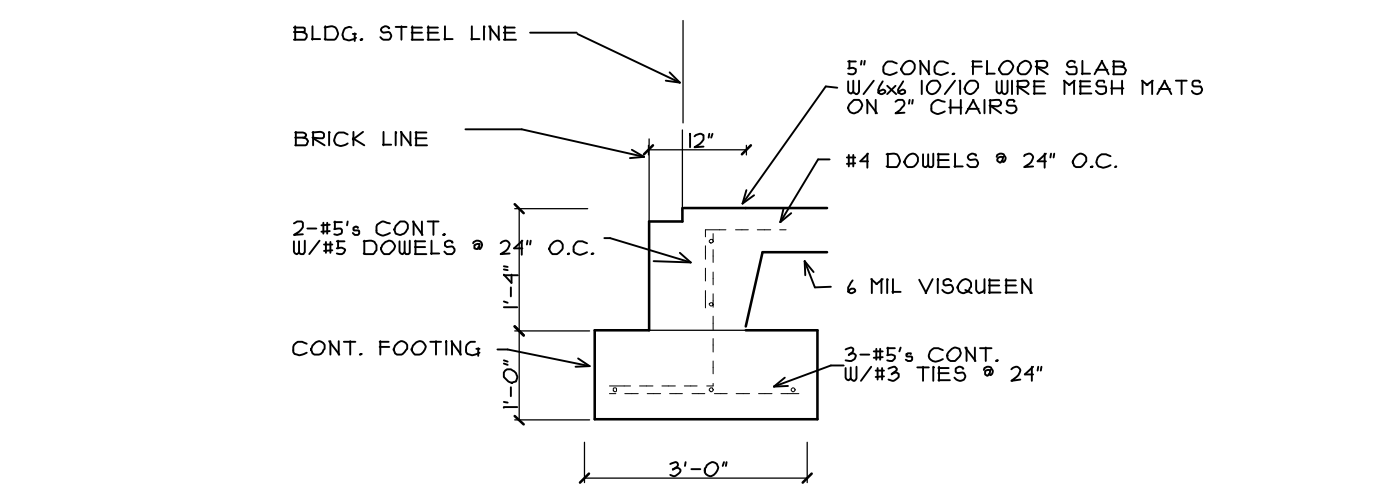 BLDG. STEEL LINE
5" CONC. FLOOR SLAB
W/6x6 10/10 WIRE MESH MATS
ON 2" CHAIRS
BRICK LINE
12"
#4 DOWELS @ 24" O.C.
2-#5's CONT.
W/#5 DOWELS @ 24" O.C.
1'-4"
6 MIL VISQUEEN
CONT. FOOTING
3-#5's CONT.
W/#3 TIES @ 24"
1'-0"
3'-0"